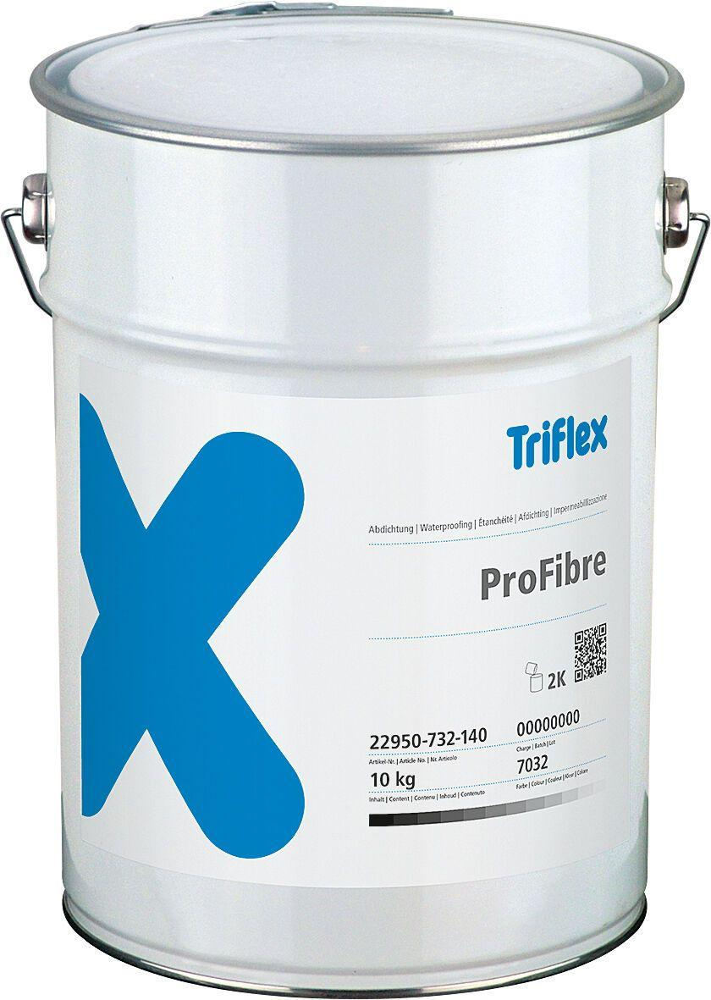 Triflex
Abdichtung | Waterproofing | Étanchéité | Afdichting | Impermeabillizzazione
ProFibre
2K
22950-732-140
Artikel-Nr. | Article No. | Nr. Articolo
00000000
Charge | Batch | Lot
10 kg
Inhalt | Content | Contenu | Inhoud | Contenuto
7032
Farbe | Colour | Couleur | Kleur | Colore